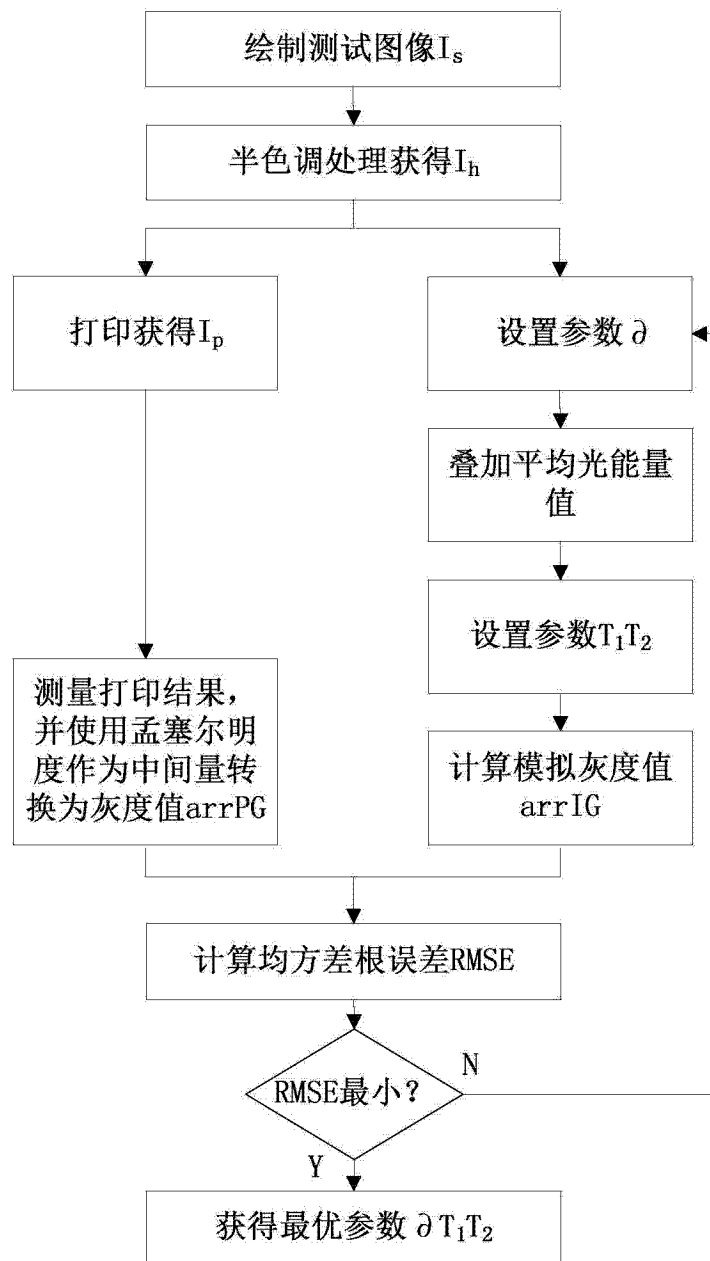 绘制测试图像Is
半色调处理获得Ih
打印获得Ip
设置参数∂
叠加平均光能量
值
设置参数T1T2
测量打印结果,
并使用孟塞尔明
度作为中间量转
换为灰度值arrPG
计算模拟灰度值
arrIG
计算均方差根误差RMSE
RMSE最小?
N
Y
获得最优参数∂T1T2